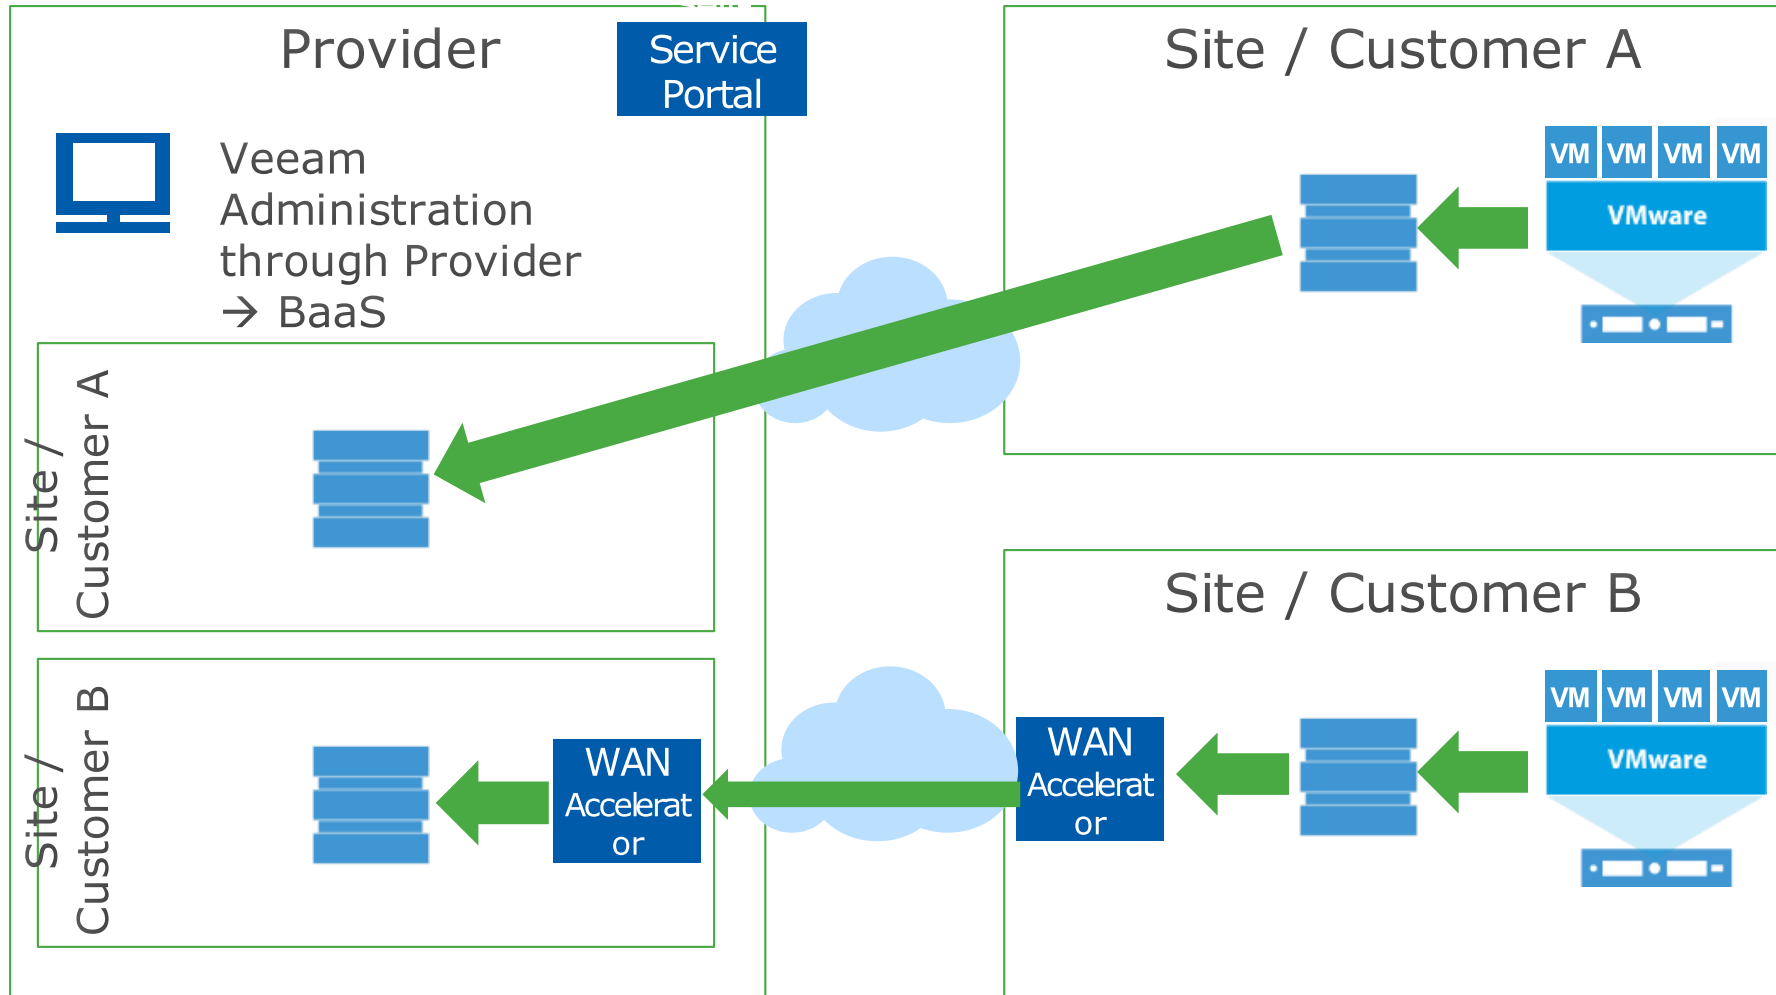 Provider
Service
Portal
Site / Customer A
Veeam
Administration
through Provider
→ BaaS
VM VM VM VM
VMware
Site /
Customer A
Site / Customer B
Site /
Customer B
WAN
Accelerat
or
WAN
Accelerat
or
VM VM VM VM
VMware